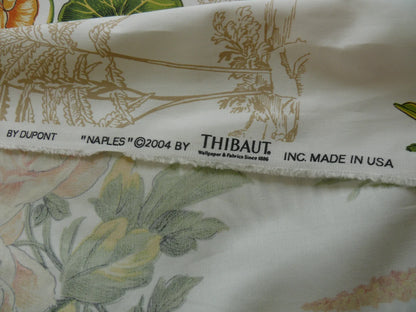 BY DUPONT "NAPLES" ©2004 BY THIBAUT® INC. MADE IN USA
Wallpaper & Fabrics Since 1886